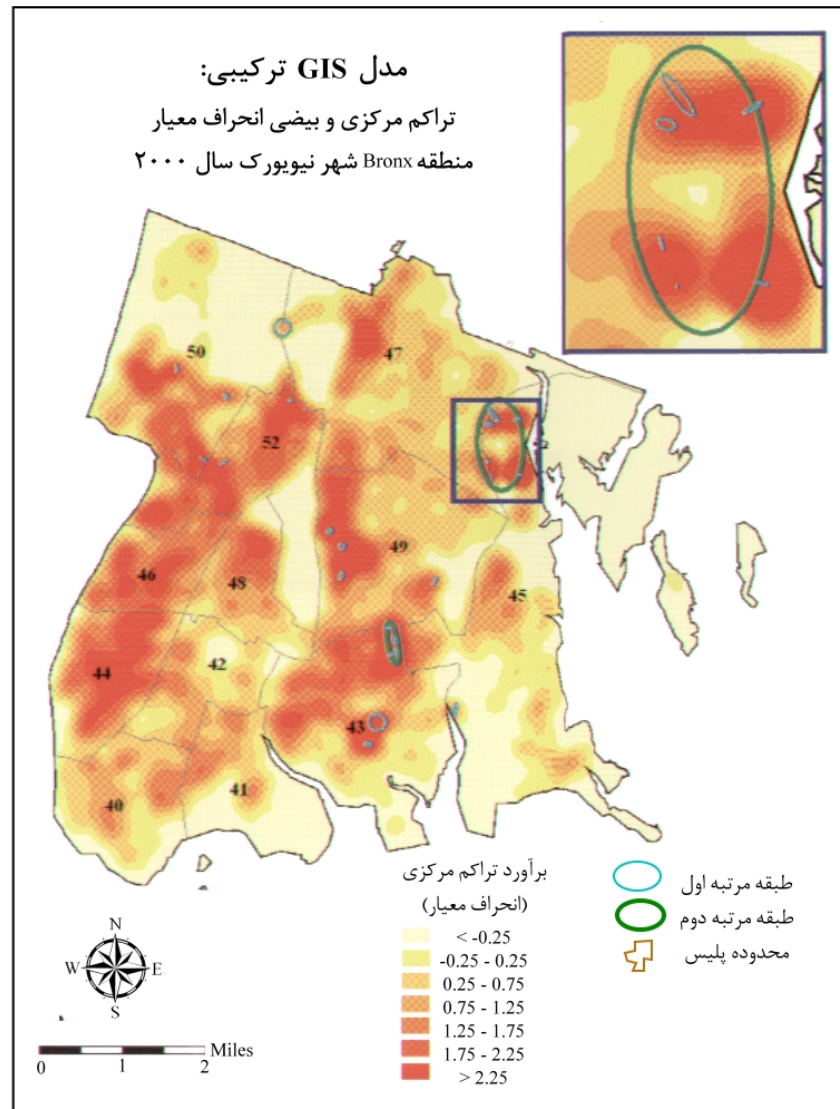 مدل GIS ترکیبی:
تراکم مرکزی و بیضی انحراف معیار
منطقه Bronx شهر نیویورک سال ۲۰۰۰
50
47
52
49
46
48
45
44
42
43
41
40
برآورد تراکم مرکزی
(انحراف معیار)
< -0.25
-0.25 - 0.25
0.25 - 0.75
0.75 - 1.25
1.25 - 1.75
1.75 - 2.25
> 2.25
طبقه مرتبه اول
طبقه مرتبه دوم
محدوده پلیس
N
W E
S
Miles
0 1 2